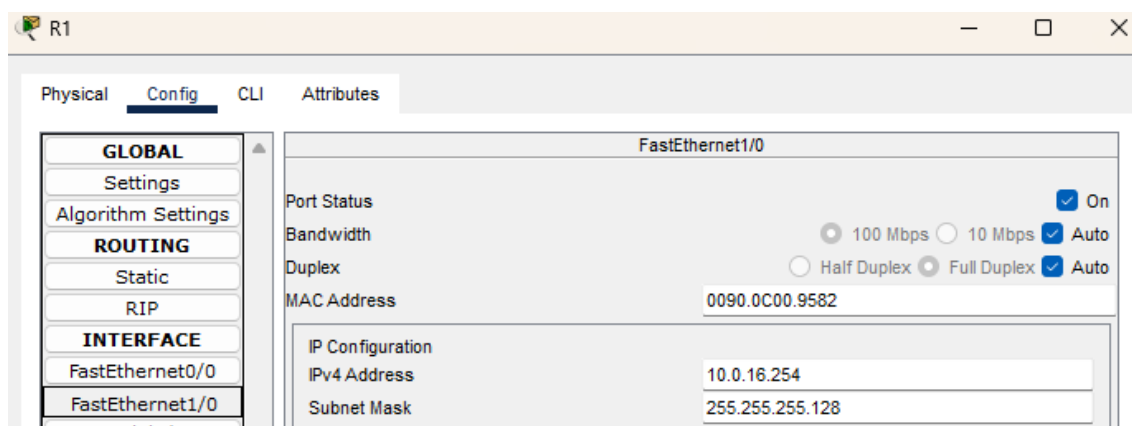 R1
Physical Config CLI Attributes
GLOBAL
Settings
Algorithm Settings
ROUTING
Static
RIP
INTERFACE
FastEthernet0/0
FastEthernet1/0
FastEthernet1/0
Port Status On
Bandwidth 100 Mbps 10 Mbps Auto
Duplex Half Duplex Full Duplex Auto
MAC Address 0090.0C00.9582
IP Configuration
IPv4 Address 10.0.16.254
Subnet Mask 255.255.255.128